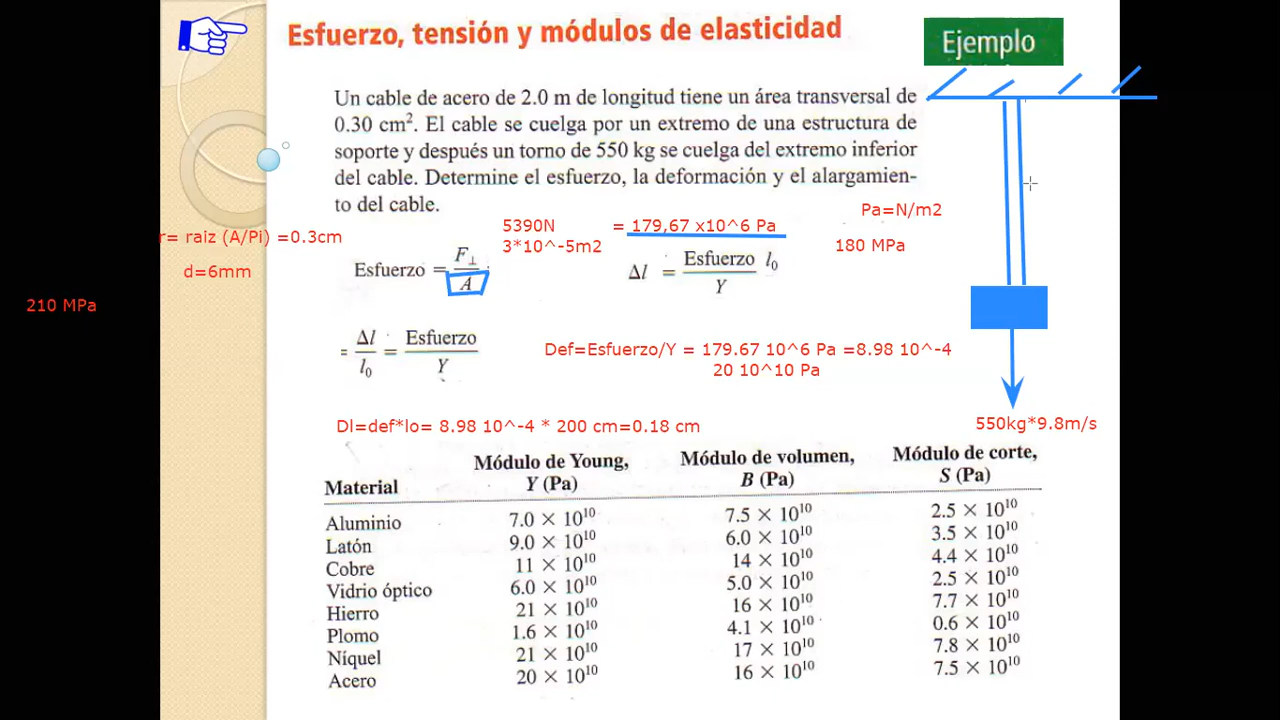 Esfuerzo, tensión y módulos de elasticidad
Ejemplo
Un cable de acero de 2.0 m de longitud tiene un área transversal de
0.30 cm². El cable se cuelga por un extremo de una estructura de
soporte y después un torno de 550 kg se cuelga del extremo inferior
del cable. Determine el esfuerzo, la deformación y el alargamien-
to del cable.
Pa=N/m2
5390N = 179,67 x10^6 Pa
3*10^-5m2
180 MPa
r= raiz (A/Pi) =0.3cm
d=6mm
210 MPa
Esfuerzo = F⊥ / A
Δl = Esfuerzo / Y l₀
= Δl / l₀ = Esfuerzo / Y
Def=Esfuerzo/Y = 179.67 10^6 Pa =8.98 10^-4
20 10^10 Pa
Dl=def*lo= 8.98 10^-4 * 200 cm=0.18 cm
550kg*9.8m/s
Material Módulo de Young, Y (Pa) Módulo de volumen, B (Pa) Módulo de corte, S (Pa)
Aluminio 7.0 × 10¹⁰ 7.5 × 10¹⁰ 2.5 × 10¹⁰
Latón 9.0 × 10¹⁰ 6.0 × 10¹⁰ 3.5 × 10¹⁰
Cobre 11 × 10¹⁰ 14 × 10¹⁰ 4.4 × 10¹⁰
Vidrio óptico 6.0 × 10¹⁰ 5.0 × 10¹⁰ 2.5 × 10¹⁰
Hierro 21 × 10¹⁰ 16 × 10¹⁰ 7.7 × 10¹⁰
Plomo 1.6 × 10¹⁰ 4.1 × 10¹⁰ 0.6 × 10¹⁰
Níquel 21 × 10¹⁰ 17 × 10¹⁰ 7.8 × 10¹⁰
Acero 20 × 10¹⁰ 16 × 10¹⁰ 7.5 × 10¹⁰